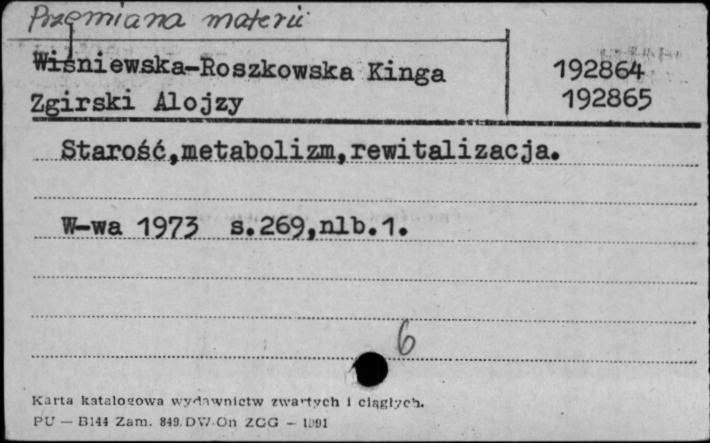 Przemiana materii
Wiśniewska-Roszkowska Kinga 192864
Zgirski Alojzy 192865
Starość,metabolizm,rewitalizacja.
W-wa 1973 s.269,nlb.1.
6
Karta katalogowa wydawnictw zwartych i ciągłych.
PU — B144 Zam. 849. DW/On ZGG — 1991